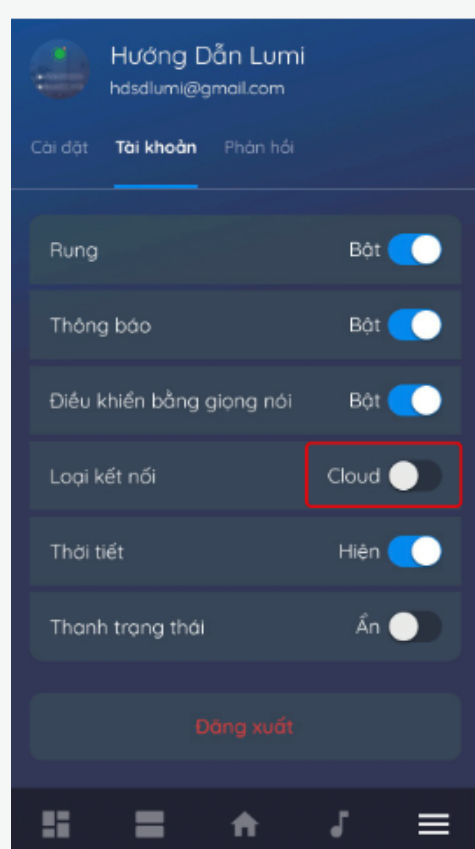 Hướng Dẫn Lumi
hdsdlumi@gmail.com
Cài đặt Tài khoản Phản hồi
Rung Bật
Thông báo Bật
Điều khiển bằng giọng nói Bật
Loại kết nối Cloud
Thời tiết Hiện
Thanh trạng thái Ẩn
Đăng xuất